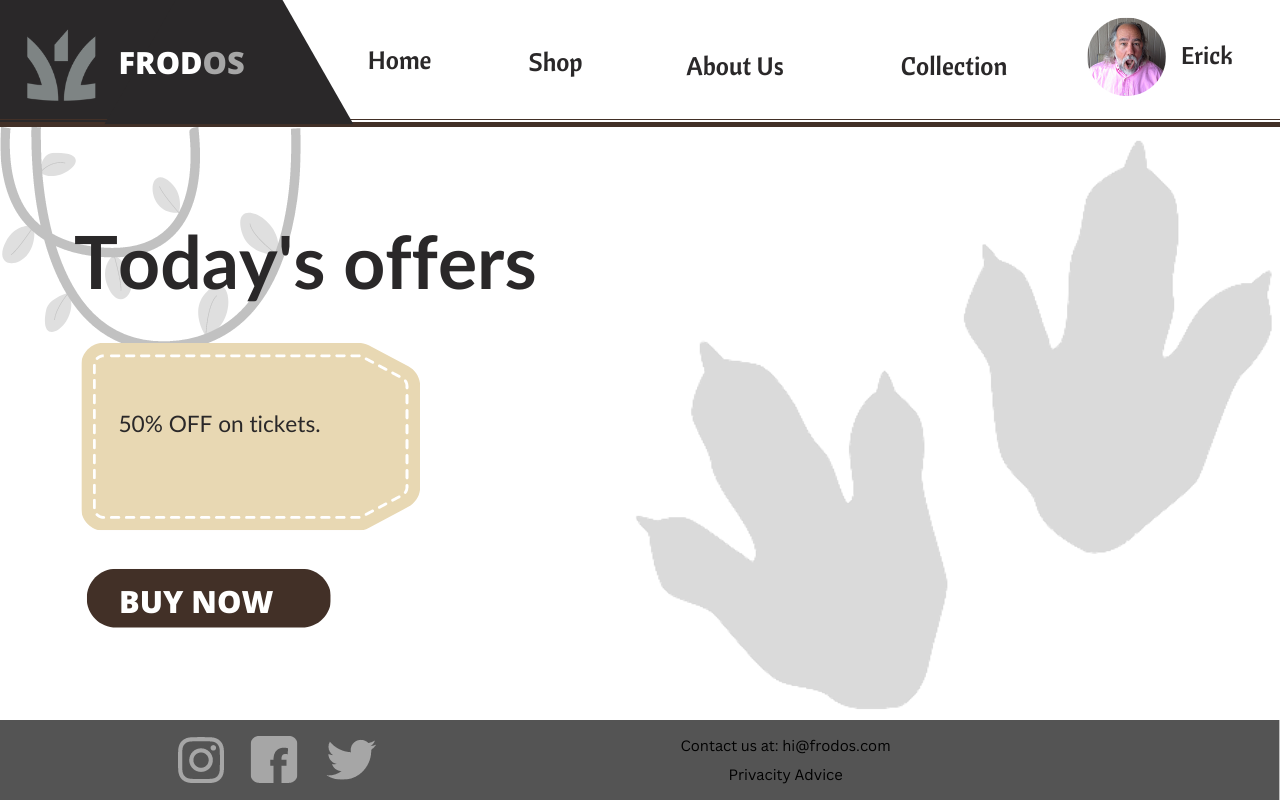 FRODOS
Home
Shop
About Us
Collection
Erick
Today's offers
50% OFF on tickets.
BUY NOW
Contact us at: hi@frodos.com
Privacity Advice